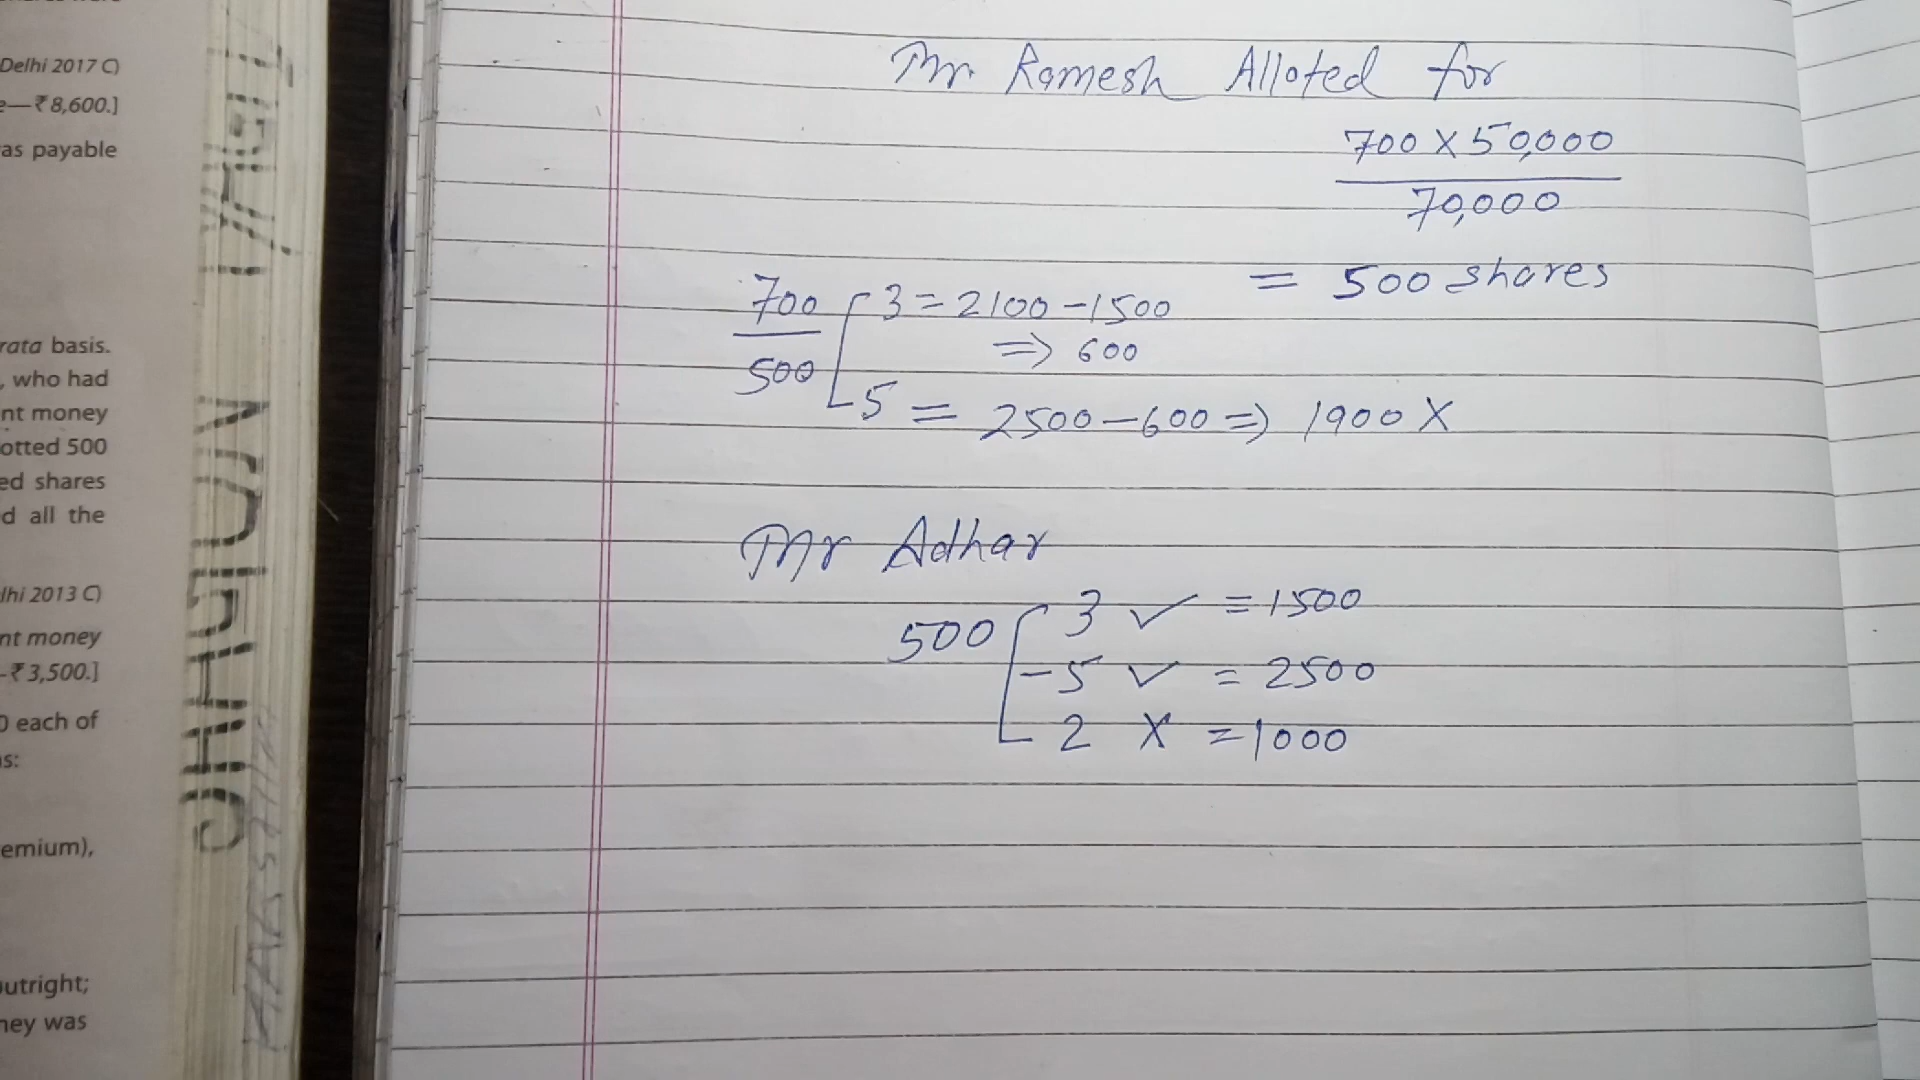 Delhi 2017 C)
e—₹8,600.]
as payable
rata basis.
, who had
nt money
otted 500
ed shares
d all the
lhi 2013 C)
nt money
-₹3,500.]
0 each of
s:
emium),
utright;
ney was
Mr Ramesh Alloted for
700 X 50,000
70,000
= 500 shares
700 3 = 2100 - 1500
=> 600
500
5 = 2500 - 600 => 1900 X
Mr Adhar
500 3 ✓ = 1500
- 5 ✓ = 2500
2 X = 1000